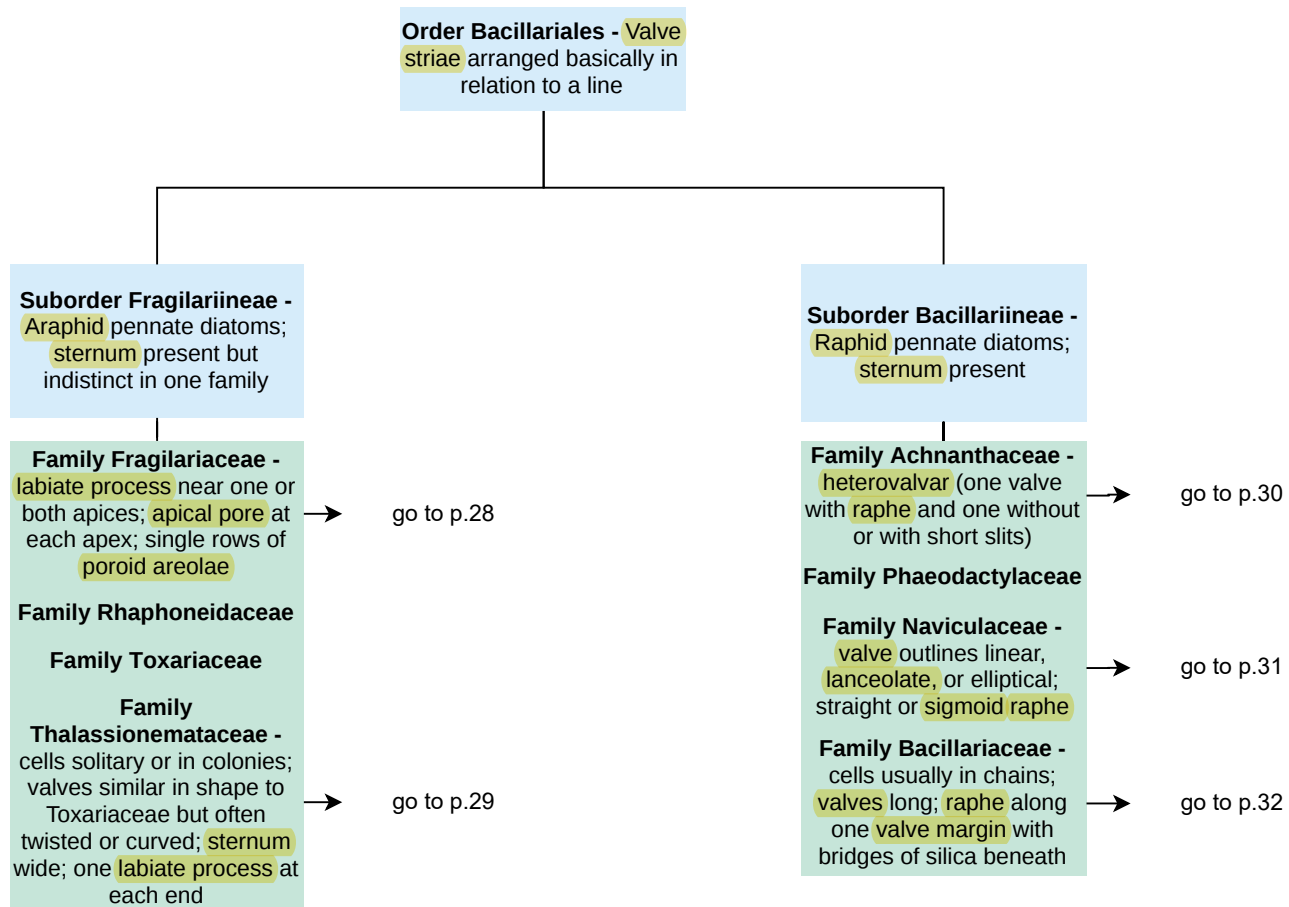 Order Bacillariales - Valve
striae arranged basically in
relation to a line
Suborder Fragilariineae -
Araphid pennate diatoms;
sternum present but
indistinct in one family
Family Fragilariaceae -
labiate process near one or
both apices; apical pore at
each apex; single rows of
poroid areolae
go to p.28
Family Rhaphoneidaceae
Family Toxariaceae
Family
Thalassionemataceae -
cells solitary or in colonies;
valves similar in shape to
Toxariaceae but often
twisted or curved; sternum
wide; one labiate process at
each end
go to p.29
Suborder Bacillariineae -
Raphid pennate diatoms;
sternum present
Family Achnanthaceae -
heterovalvar (one valve
with raphe and one without
or with short slits)
go to p.30
Family Phaeodactylaceae
Family Naviculaceae -
valve outlines linear,
lanceolate, or elliptical;
straight or sigmoid raphe
go to p.31
Family Bacillariaceae -
cells usually in chains;
valves long; raphe along
one valve margin with
bridges of silica beneath
go to p.32